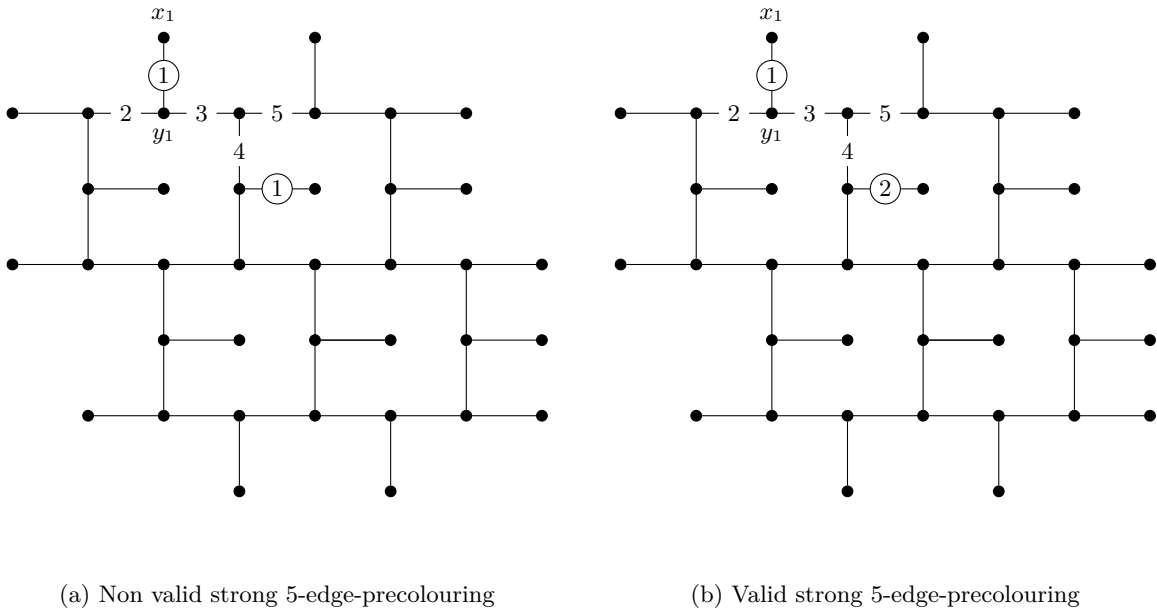 x₁ x₁
1 1
2 3 5 2 3 5
y₁ y₁
4 4
1 2
(a) Non valid strong 5-edge-precolouring (b) Valid strong 5-edge-precolouring